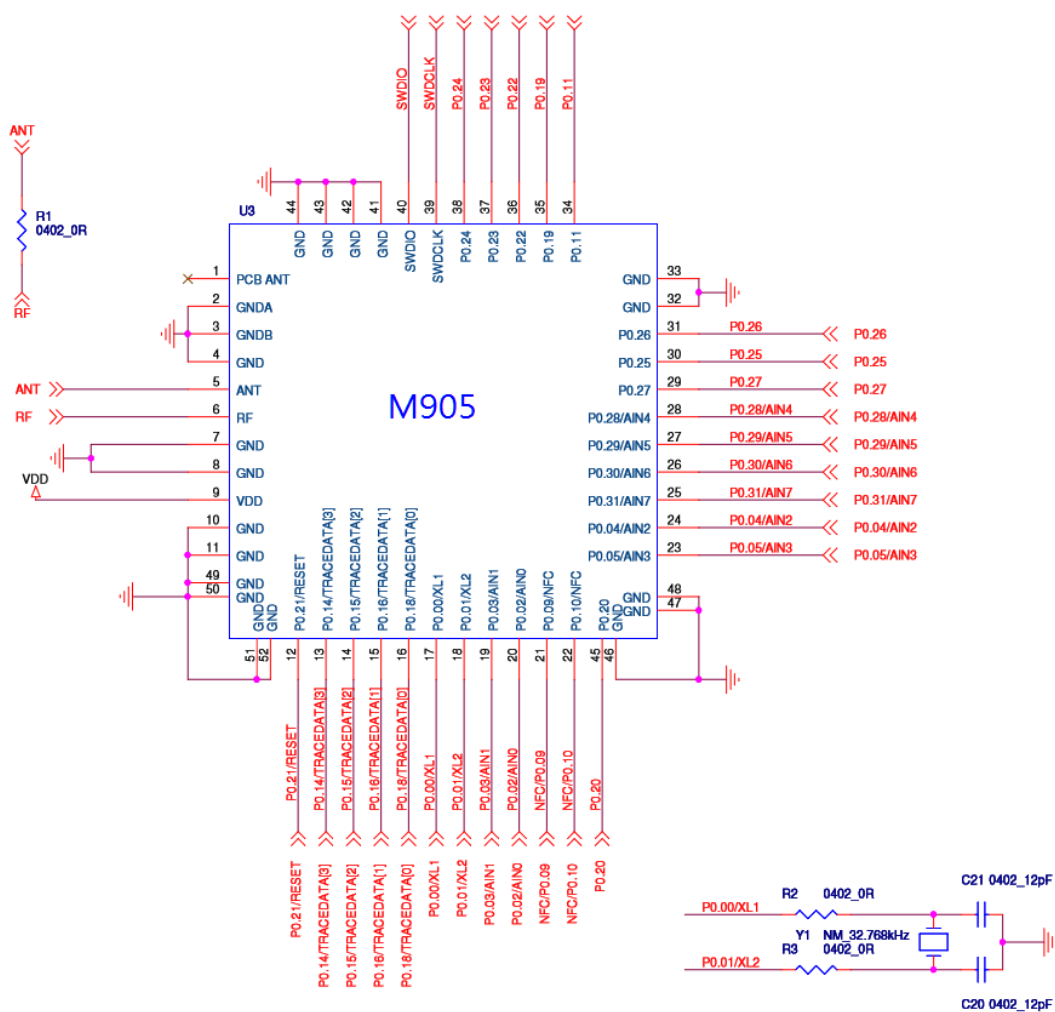 SWDIO
SWDCLK
P0.24
P0.23
P0.22
P0.19
P0.11
ANT
R1
0402_0R
RF
U3
44
43
42
41
40
39
38
37
36
35
34
GND
GND
GND
GND
SWDIO
SWDCLK
P0.24
P0.23
P0.22
P0.19
P0.11
1 PCB ANT
2 GNDA
3 GNDB
4 GND
ANT 5 ANT
RF 6 RF
7 GND
8 GND
VDD
9 VDD
10 GND
11 GND
49 GND
50 GND
M905
GND 33
GND 32
P0.26 31 P0.26 P0.26
P0.25 30 P0.25 P0.25
P0.27 29 P0.27 P0.27
P0.28/AIN4 28 P0.28/AIN4 P0.28/AIN4
P0.29/AIN5 27 P0.29/AIN5 P0.29/AIN5
P0.30/AIN6 26 P0.30/AIN6 P0.30/AIN6
P0.31/AIN7 25 P0.31/AIN7 P0.31/AIN7
P0.04/AIN2 24 P0.04/AIN2 P0.04/AIN2
P0.05/AIN3 23 P0.05/AIN3 P0.05/AIN3
GND 48
GND 47
GND
GND
P0.21/RESET
P0.14/TRACEDATA[3]
P0.15/TRACEDATA[2]
P0.16/TRACEDATA[1]
P0.18/TRACEDATA[0]
P0.00/XL1
P0.01/XL2
P0.03/AIN1
P0.02/AIN0
P0.09/NFC
P0.10/NFC
P0.20
GND
51
52
12
13
14
15
16
17
18
19
20
21
22
45
46
P0.21/RESET
P0.14/TRACEDATA[3]
P0.15/TRACEDATA[2]
P0.16/TRACEDATA[1]
P0.18/TRACEDATA[0]
P0.00/XL1
P0.01/XL2
P0.03/AIN1
P0.02/AIN0
NFC/P0.09
NFC/P0.10
P0.20
P0.21/RESET
P0.14/TRACEDATA[3]
P0.15/TRACEDATA[2]
P0.16/TRACEDATA[1]
P0.18/TRACEDATA[0]
P0.00/XL1
P0.01/XL2
P0.03/AIN1
P0.02/AIN0
NFC/P0.09
NFC/P0.10
P0.20
C21 0402_12pF
R2 0402_0R
P0.00/XL1
Y1 NM_32.768kHz
R3 0402_0R
P0.01/XL2
C20 0402_12pF